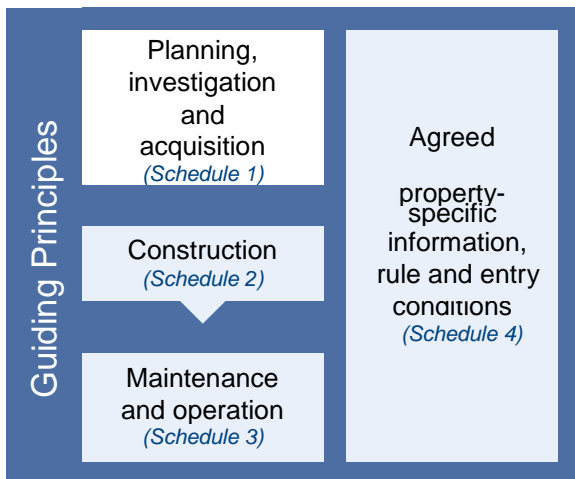 Guiding Principles
Planning,
investigation
and
acquisition
(Schedule 1)
Construction
(Schedule 2)
Maintenance
and operation
(Schedule 3)
Agreed
property-
specific
information,
rule and entry
conditions
(Schedule 4)